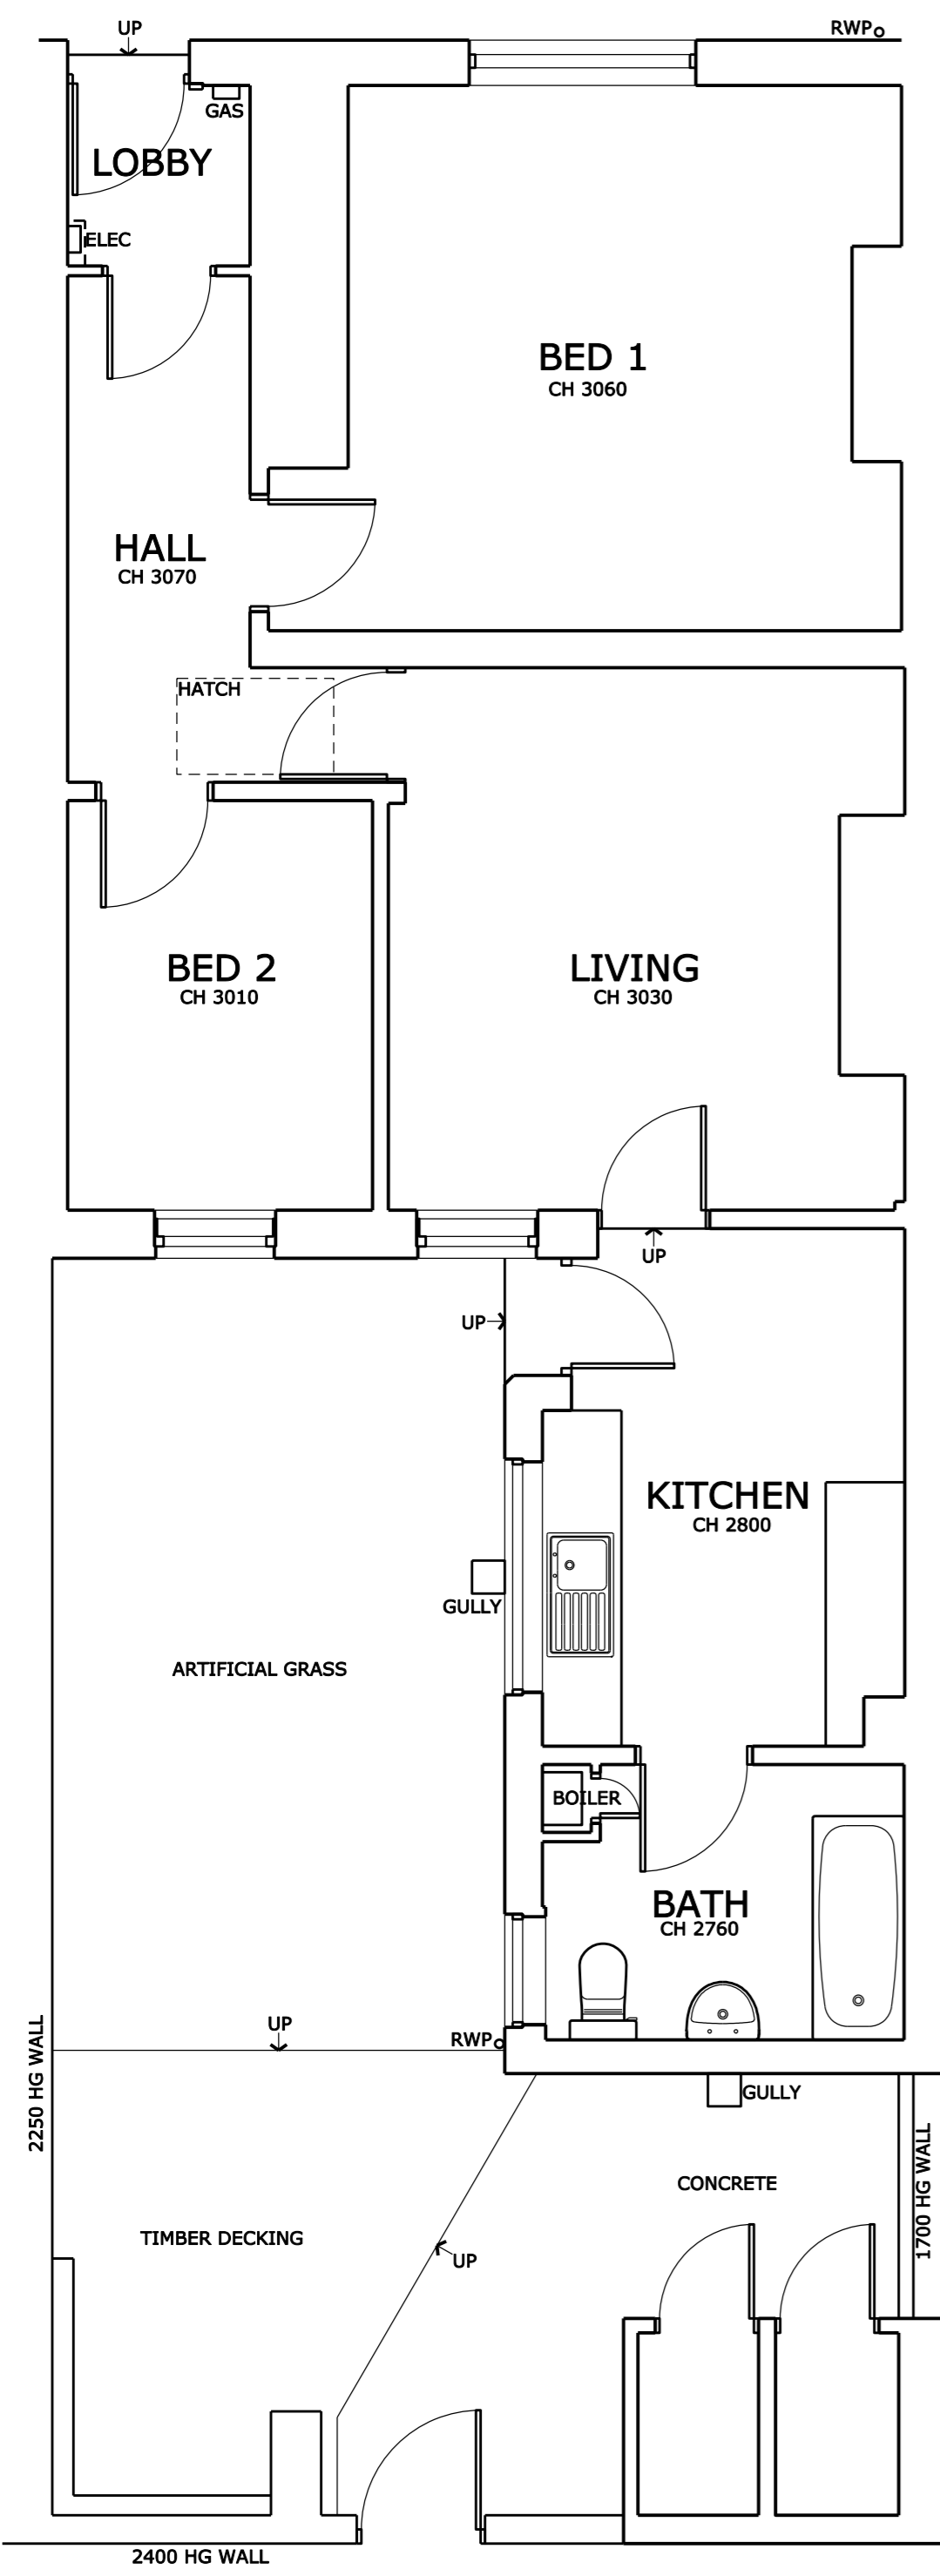 UP
RWP
GAS
LOBBY
ELEC
BED 1
CH 3060
HALL
CH 3070
HATCH
BED 2
CH 3010
LIVING
CH 3030
UP
UP
KITCHEN
CH 2800
GULLY
ARTIFICIAL GRASS
BOILER
BATH
CH 2760
UP
RWP
2250 HG WALL
GULLY
CONCRETE
1700 HG WALL
TIMBER DECKING
UP
2400 HG WALL